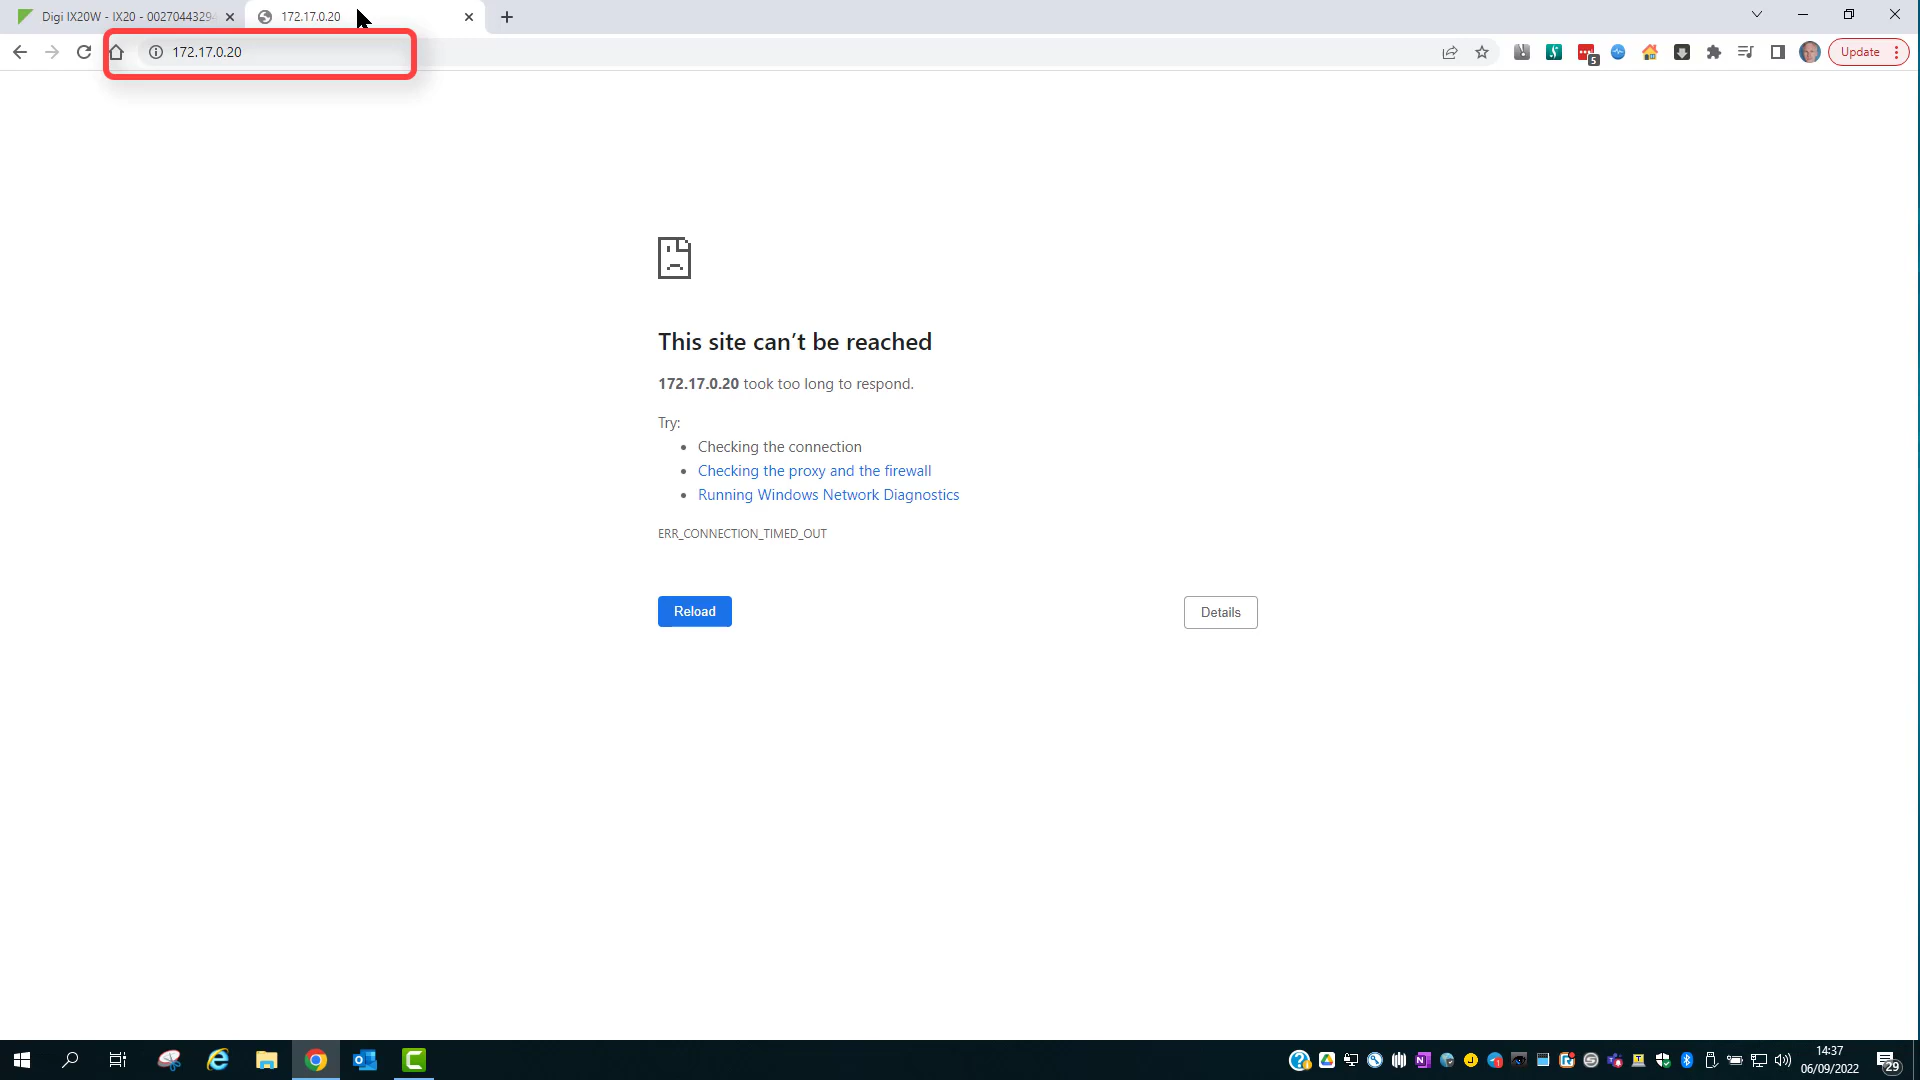 Digi IX20W - IX20 - 00270443294
172.17.0.20
172.17.0.20
Update
5
This site can't be reached
172.17.0.20 took too long to respond.
Try:
Checking the connection
Checking the proxy and the firewall
Running Windows Network Diagnostics
ERR_CONNECTION_TIMED_OUT
Reload
Details
14:37
06/09/2022
29